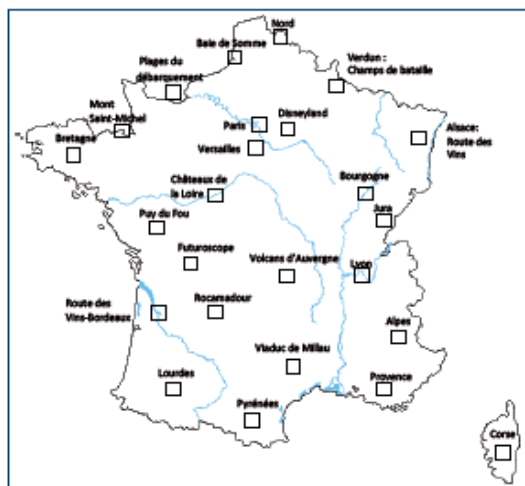 Nord
Baie de Somme
Verdun :
Champs de bataille
Plages du
débarquement
Mont
Saint-Michel
Paris
Disneyland
Alsace:
Route des
Vins
Bretagne
Versailles
Châteaux de
la Loire
Bourgogne
Jura
Puy du Fou
Futuroscope
Volcans d'Auvergne
Lyon
Route des
Vins-Bordeaux
Rocamadour
Alpes
Viaduc de Millau
Lourdes
Provence
Pyrénées
Corse